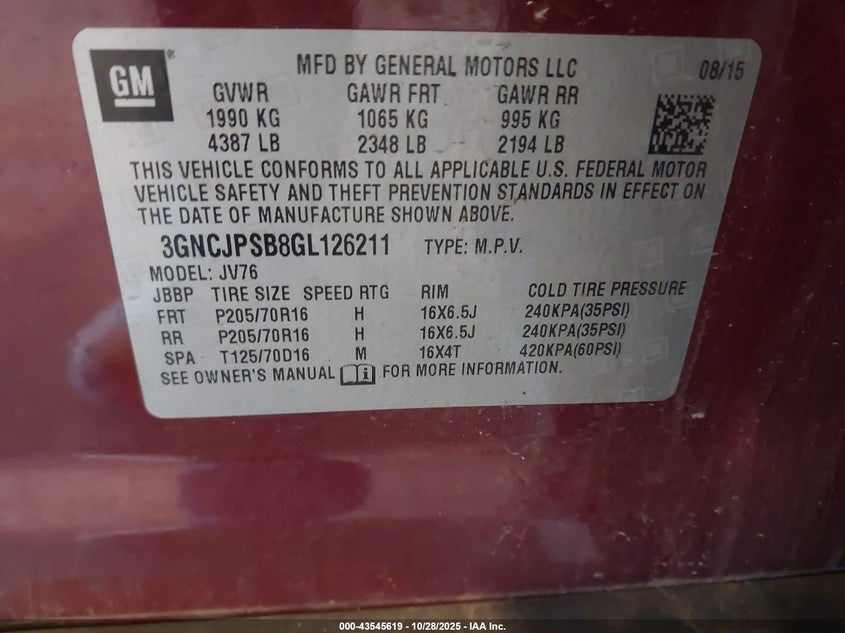 GM ®
MFD BY GENERAL MOTORS LLC 08/15
GVWR GAWR FRT GAWR RR
1990 KG 1065 KG 995 KG
4387 LB 2348 LB 2194 LB
THIS VEHICLE CONFORMS TO ALL APPLICABLE U.S. FEDERAL MOTOR
VEHICLE SAFETY AND THEFT PREVENTION STANDARDS IN EFFECT ON
THE DATE OF MANUFACTURE SHOWN ABOVE.
3GNCJPSB8GL126211 TYPE: M.P.V.
MODEL: JV76
JBBP TIRE SIZE SPEED RTG RIM COLD TIRE PRESSURE
FRT P205/70R16 H 16X6.5J 240KPA(35PSI)
RR P205/70R16 H 16X6.5J 240KPA(35PSI)
SPA T125/70D16 M 16X4T 420KPA(60PSI)
SEE OWNER'S MANUAL FOR MORE INFORMATION.
000-43545619 | 10/28/2025 - IAA Inc.